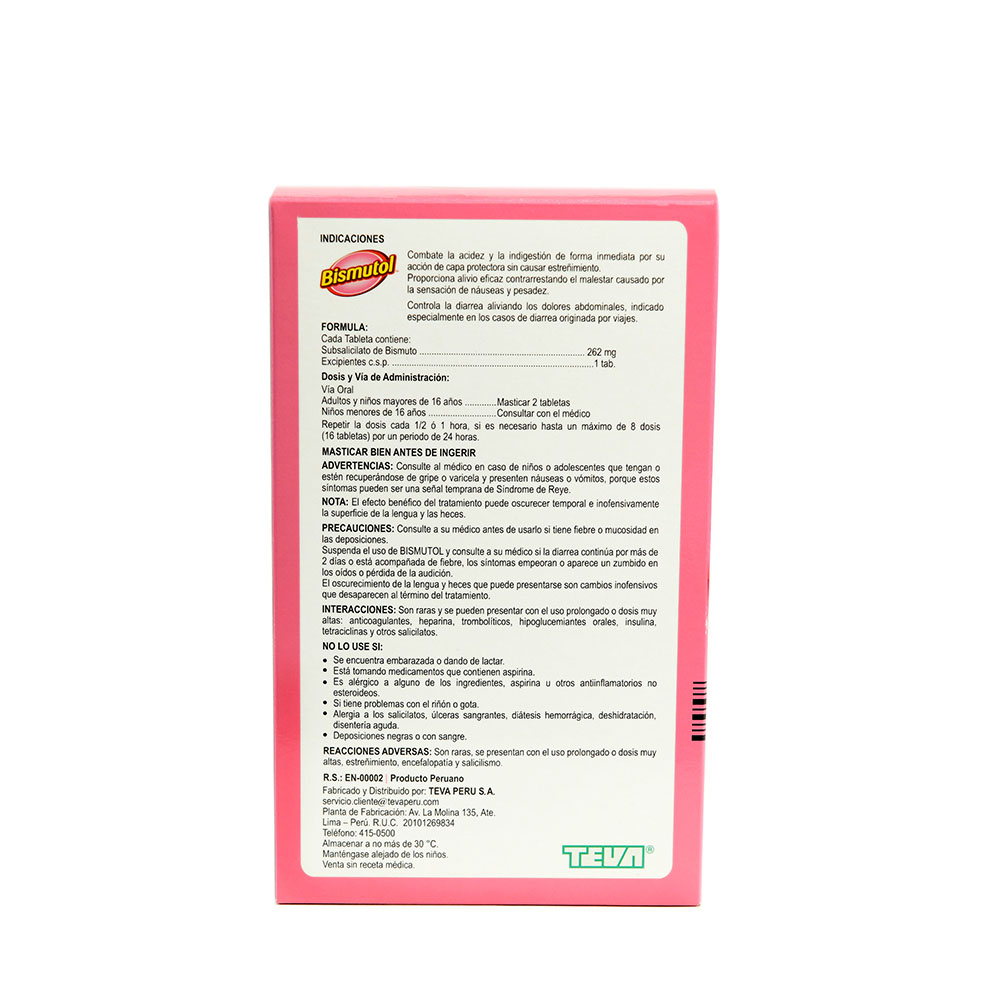 INDICACIONES
Bismutol
Combate la acidez y la indigestión de forma inmediata por su
acción de capa protectora sin causar estreñimiento.
Proporciona alivio eficaz contrarrestando el malestar causado por
la sensación de náuseas y pesadez.
Controla la diarrea aliviando los dolores abdominales, indicado
especialmente en los casos de diarrea originada por viajes.
FORMULA:
Cada Tableta contiene:
Subsalicilato de Bismuto ................................................................ 262 mg
Excipientes c.s.p. ...........................................................................1 tab.
Dosis y Vía de Administración:
Vía Oral
Adultos y niños mayores de 16 años ............Masticar 2 tabletas
Niños menores de 16 años ..........................Consultar con el médico
Repetir la dosis cada 1/2 ó 1 hora, si es necesario hasta un máximo de 8 dosis
(16 tabletas) por un periodo de 24 horas.
MASTICAR BIEN ANTES DE INGERIR
ADVERTENCIAS: Consulte al médico en caso de niños o adolescentes que tengan o
estén recuperándose de gripe o varicela y presenten náuseas o vómitos, porque estos
síntomas pueden ser una señal temprana de Síndrome de Reye.
NOTA: El efecto benéfico del tratamiento puede oscurecer temporal e inofensivamente
la superficie de la lengua y las heces.
PRECAUCIONES: Consulte a su médico antes de usarlo si tiene fiebre o mucosidad en
las deposiciones.
Suspenda el uso de BISMUTOL y consulte a su médico si la diarrea continúa por más de
2 días o está acompañada de fiebre, los síntomas empeoran o aparece un zumbido en
los oídos o pérdida de la audición.
El oscurecimiento de la lengua y heces que puede presentarse son cambios inofensivos
que desaparecen al término del tratamiento.
INTERACCIONES: Son raras y se pueden presentar con el uso prolongado o dosis muy
altas: anticoagulantes, heparina, trombolíticos, hipoglucemiantes orales, insulina,
tetraciclinas y otros salicilatos.
NO LO USE SI:
• Se encuentra embarazada o dando de lactar.
• Está tomando medicamentos que contienen aspirina.
• Es alérgico a alguno de los ingredientes, aspirina u otros antiinflamatorios no
esteroideos.
• Si tiene problemas con el riñón o gota.
• Alergia a los salicilatos, úlceras sangrantes, diátesis hemorrágica, deshidratación,
disentería aguda.
• Deposiciones negras o con sangre.
REACCIONES ADVERSAS: Son raras, se presentan con el uso prolongado o dosis muy
altas, estreñimiento, encefalopatía y salicilismo.
R.S.: EN-00002 | Producto Peruano
Fabricado y Distribuido por: TEVA PERU S.A.
servicio.cliente@tevaperu.com
Planta de Fabricación: Av. La Molina 135, Ate.
Lima – Perú. R.U.C. 20101269834
Teléfono: 415-0500
Almacenar a no más de 30 °C.
Manténgase alejado de los niños.
Venta sin receta médica.
TEVA®